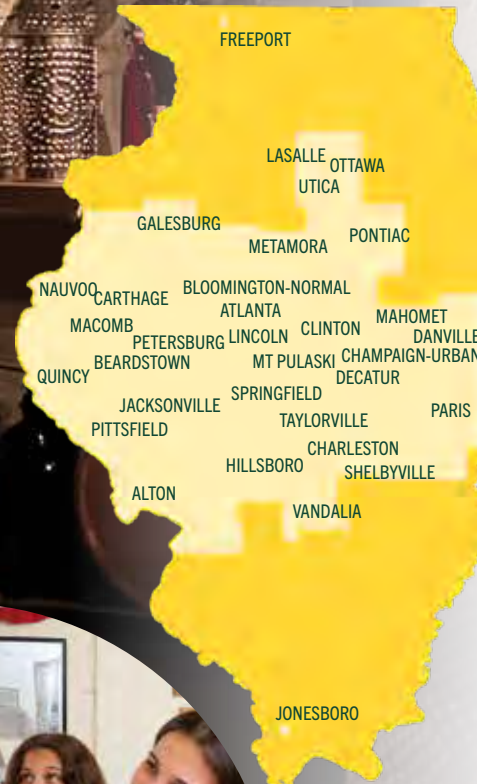 FREEPORT
LASALLE
OTTAWA
UTICA
GALESBURG
PONTIAC
METAMORA
NAUVOO
CARTHAGE
BLOOMINGTON-NORMAL
ATLANTA
MAHOMET
MACOMB
CLINTON
PETERSBURG
LINCOLN
DANVILLE
BEARDSTOWN
MT PULASKI
CHAMPAIGN-URBAN
QUINCY
DECATUR
SPRINGFIELD
JACKSONVILLE
PARIS
TAYLORVILLE
PITTSFIELD
CHARLESTON
HILLSBORO
SHELBYVILLE
ALTON
VANDALIA
JONESBORO